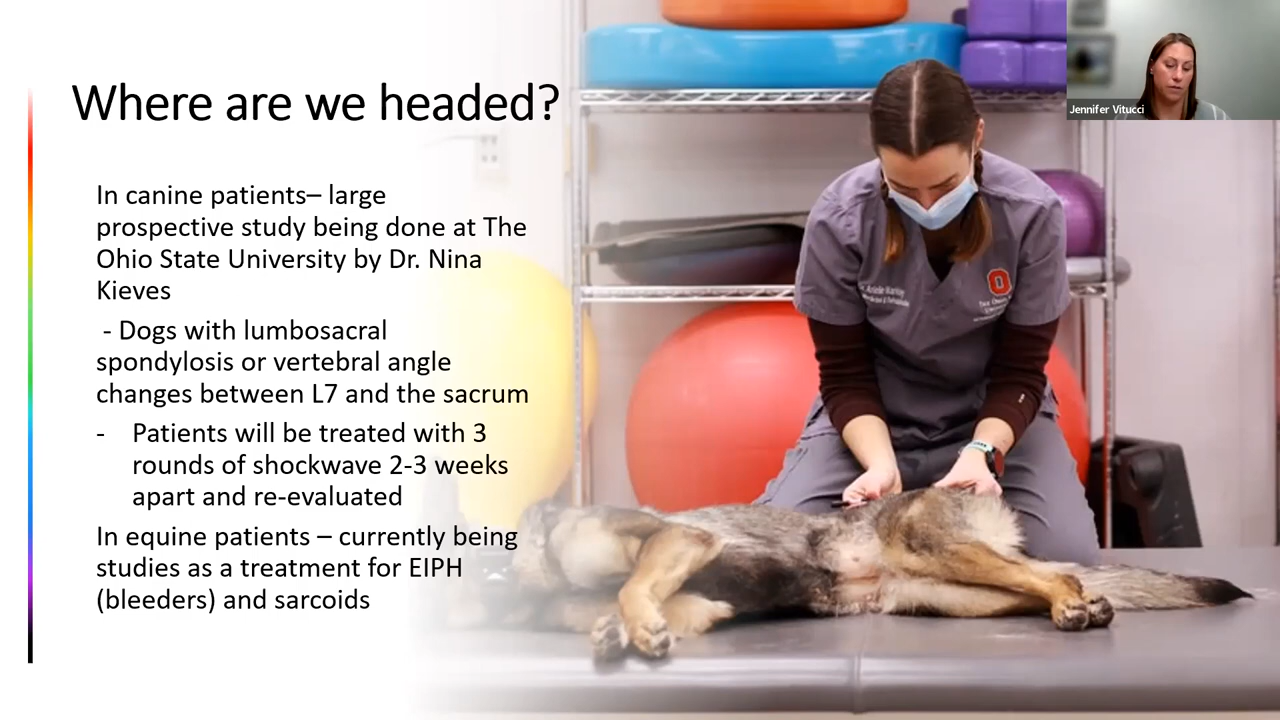 Where are we headed?
Jennifer Vitucci
In canine patients– large
prospective study being done at The
Ohio State University by Dr. Nina
Kieves
- Dogs with lumbosacral
spondylosis or vertebral angle
changes between L7 and the sacrum
- Patients will be treated with 3
rounds of shockwave 2-3 weeks
apart and re-evaluated
In equine patients – currently being
studies as a treatment for EIPH
(bleeders) and sarcoids